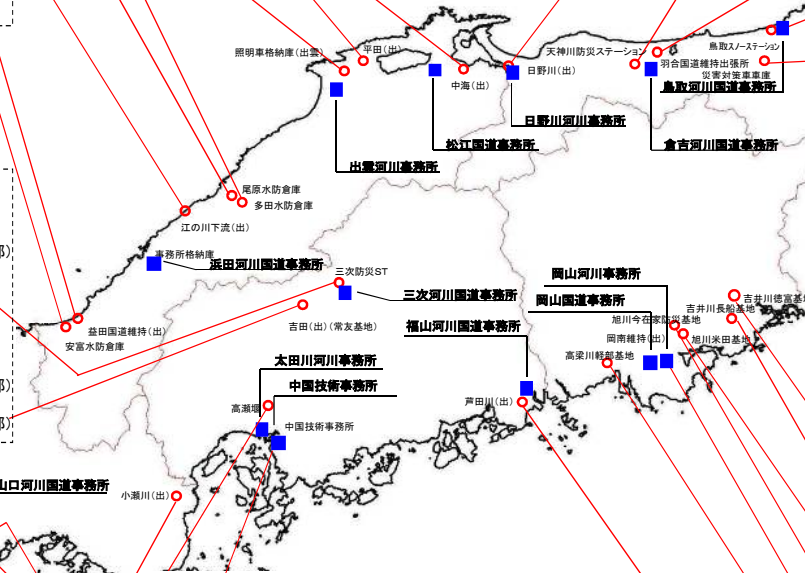 照明車格納庫(出雲)
平田(出)
中海(出)
日野川(出)
天神川防災ステーション
鳥取スノーステーション
羽合国道維持出張所
災害対策車車庫
鳥取河川国道事務所
日野川河川事務所
松江国道事務所
倉吉河川国道事務所
出雲河川事務所
尾原水防倉庫
多田水防倉庫
江の川下流(出)
事務所格納庫
浜田河川国道事務所
三次防災ST
三次河川国道事務所
岡山河川事務所
岡山国道事務所
吉井川徳富基地
吉井川長船基地
旭川今在家防災基地
岡南維持(出)
旭川米田基地
益田国道維持(出)
安富水防倉庫
吉田(出)(常友基地)
福山河川国道事務所
高梁川軽部基地
太田川河川事務所
中国技術事務所
高瀬堰
芦田川(出)
中国技術事務所
山口河川国道事務所
小瀬川(出)